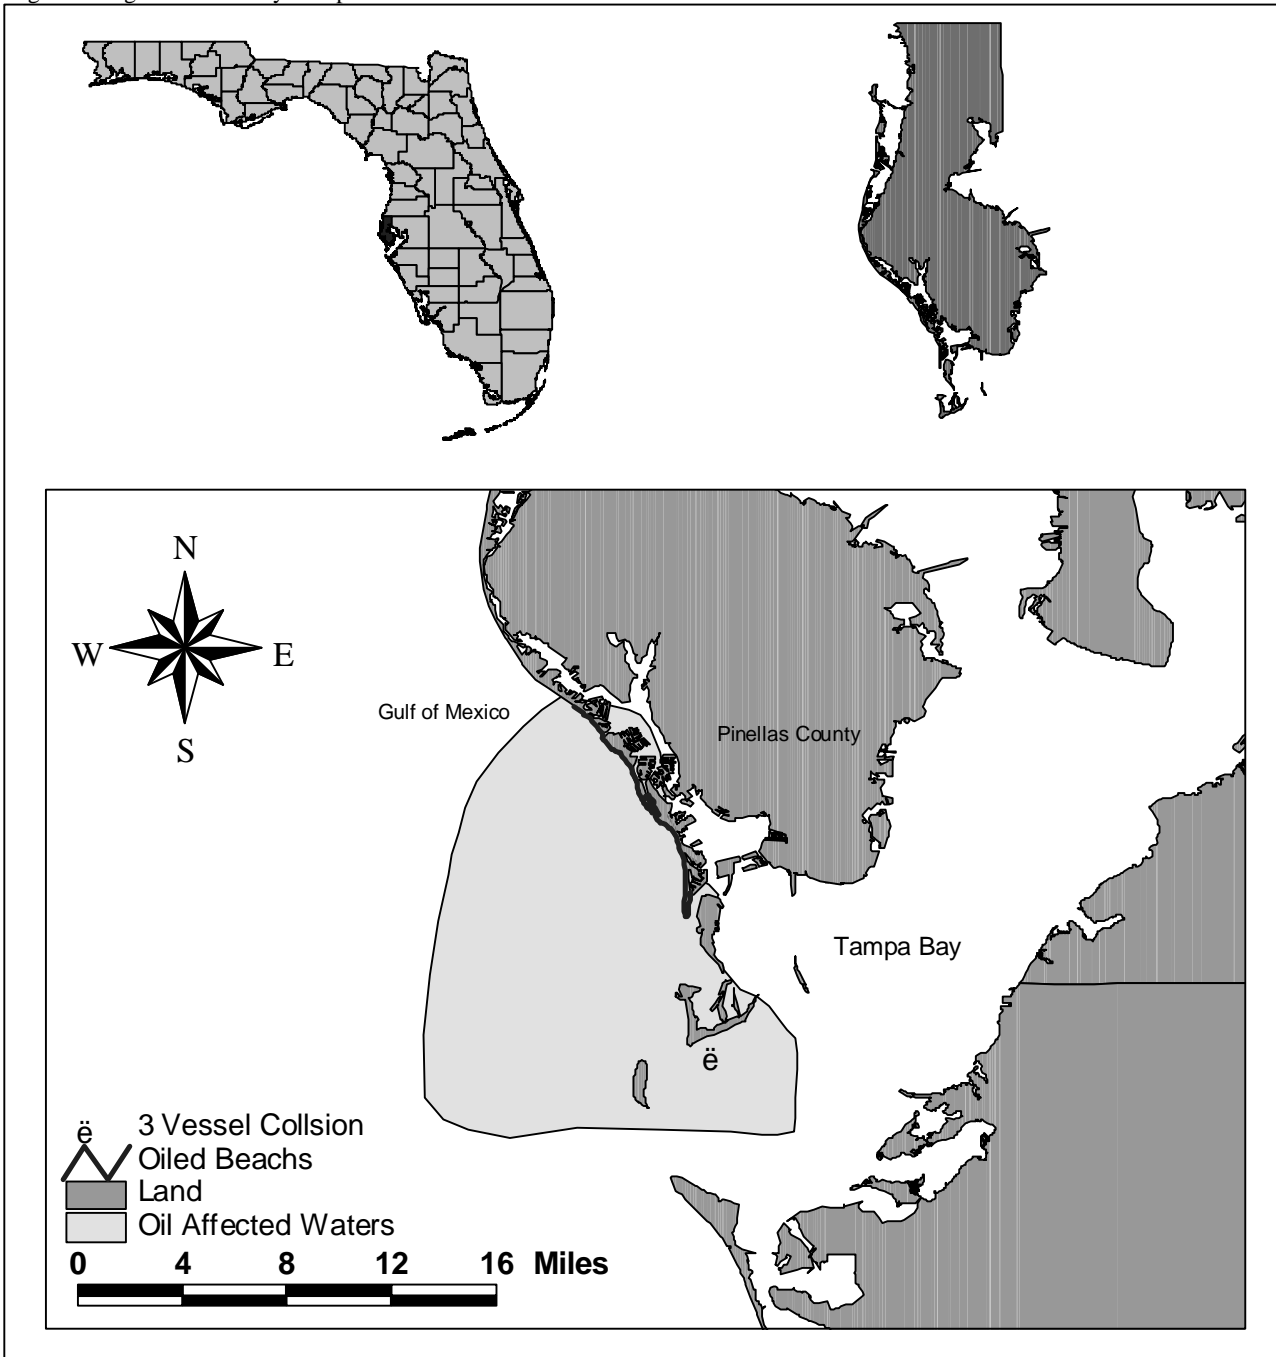 N
W E
S
Gulf of Mexico
Pinellas County
Tampa Bay
ë
ë 3 Vessel Collsion
Oiled Beachs
Land
Oil Affected Waters
0 4 8 12 16 Miles